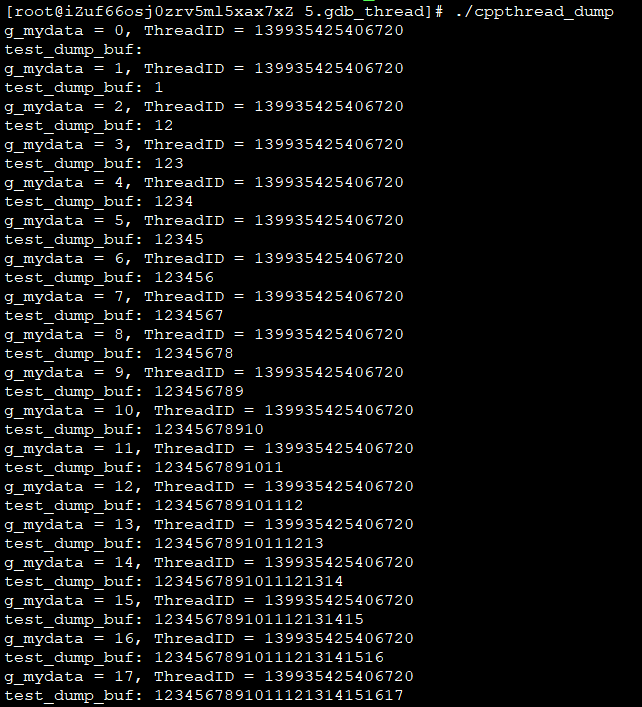 [root@iZuf66osj0zrv5ml5xax7xZ 5.gdb_thread]# ./cppthread_dump
g_mydata = 0, ThreadID = 139935425406720
test_dump_buf:
g_mydata = 1, ThreadID = 139935425406720
test_dump_buf: 1
g_mydata = 2, ThreadID = 139935425406720
test_dump_buf: 12
g_mydata = 3, ThreadID = 139935425406720
test_dump_buf: 123
g_mydata = 4, ThreadID = 139935425406720
test_dump_buf: 1234
g_mydata = 5, ThreadID = 139935425406720
test_dump_buf: 12345
g_mydata = 6, ThreadID = 139935425406720
test_dump_buf: 123456
g_mydata = 7, ThreadID = 139935425406720
test_dump_buf: 1234567
g_mydata = 8, ThreadID = 139935425406720
test_dump_buf: 12345678
g_mydata = 9, ThreadID = 139935425406720
test_dump_buf: 123456789
g_mydata = 10, ThreadID = 139935425406720
test_dump_buf: 12345678910
g_mydata = 11, ThreadID = 139935425406720
test_dump_buf: 1234567891011
g_mydata = 12, ThreadID = 139935425406720
test_dump_buf: 123456789101112
g_mydata = 13, ThreadID = 139935425406720
test_dump_buf: 12345678910111213
g_mydata = 14, ThreadID = 139935425406720
test_dump_buf: 1234567891011121314
g_mydata = 15, ThreadID = 139935425406720
test_dump_buf: 123456789101112131415
g_mydata = 16, ThreadID = 139935425406720
test_dump_buf: 12345678910111213141516
g_mydata = 17, ThreadID = 139935425406720
test_dump_buf: 1234567891011121314151617